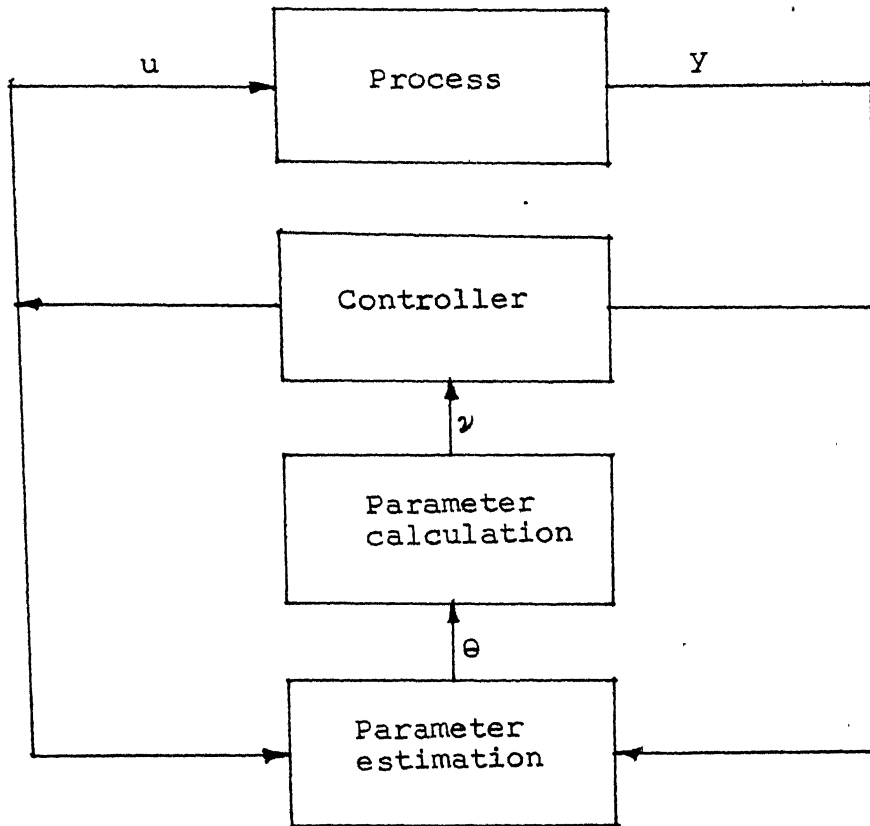 u
Process
y
Controller
ν
Parameter
calculation
θ
Parameter
estimation